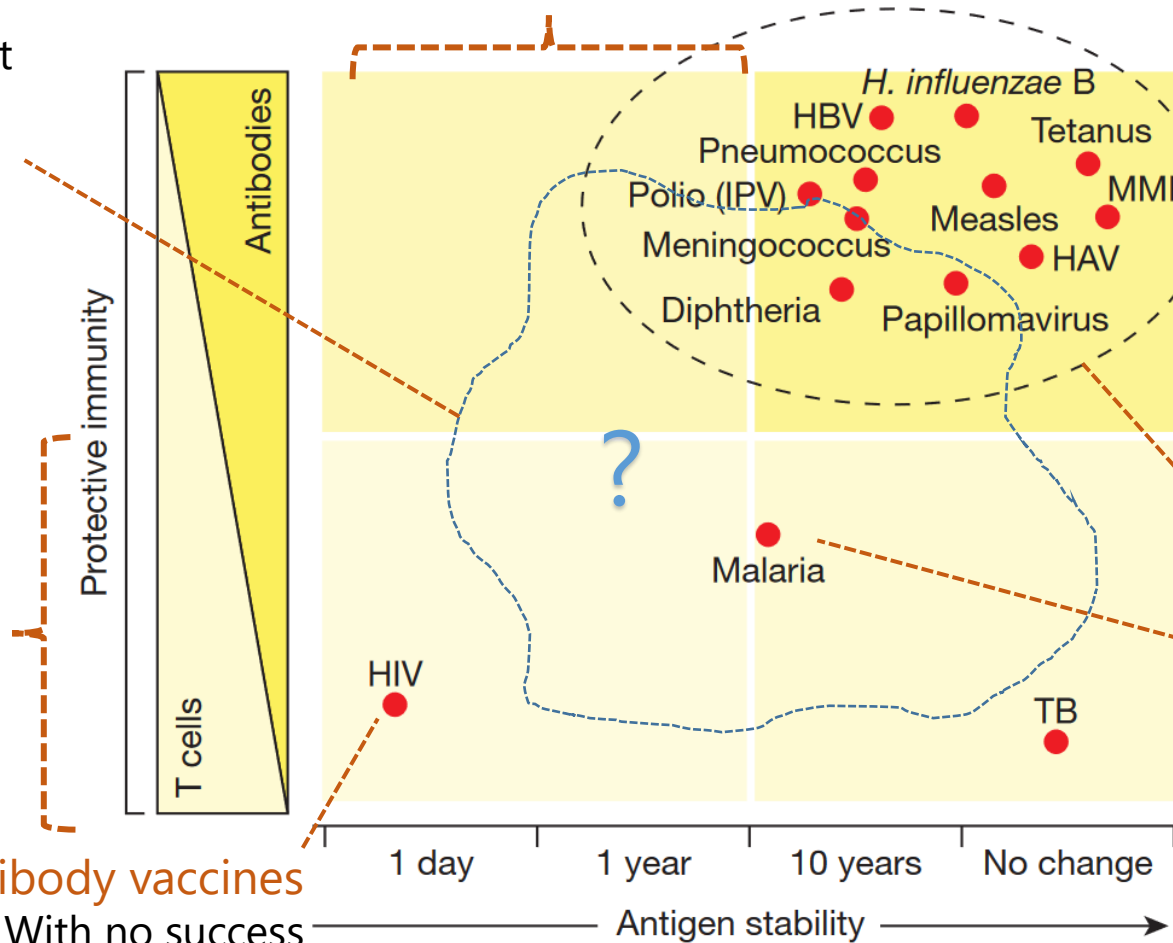 t
H. influenzae B
HBV
Tetanus
Pneumococcus
Polio (IPV)
MM
Measles
Meningococcus
HAV
Diphtheria
Papillomavirus
Antibodies
Protective immunity
T cells
?
Malaria
HIV
TB
1 day
1 year
10 years
No change
ibody vaccines
With no success
Antigen stability